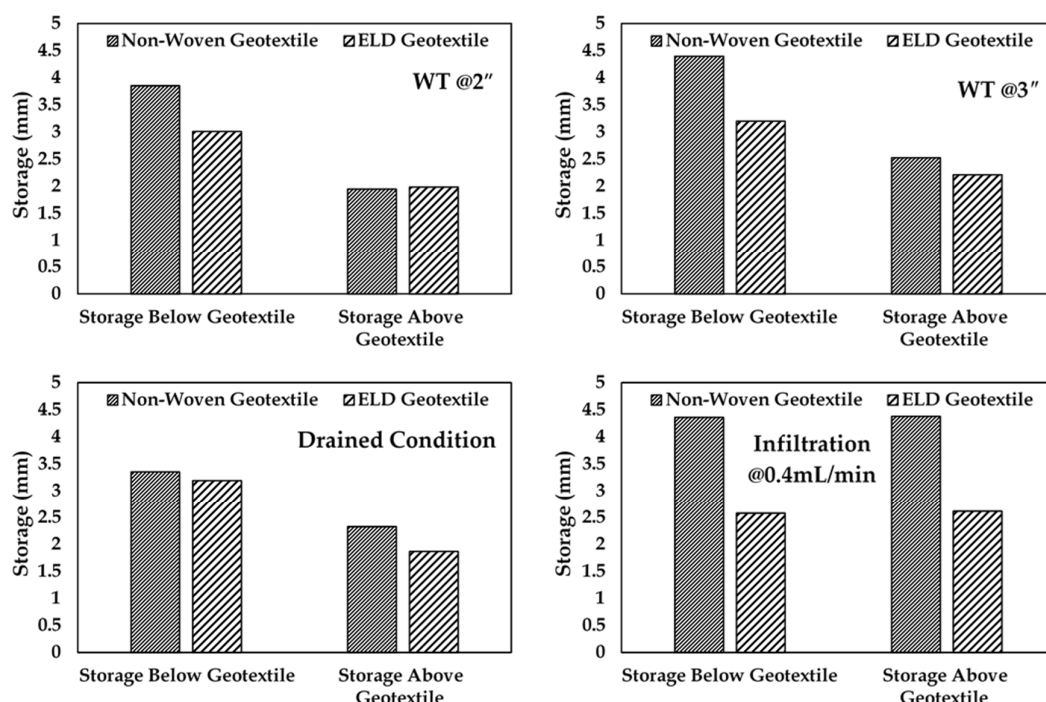 5
4.5
4
3.5
3
2.5
2
1.5
1
0.5
0
Storage (mm)
Non-Woven Geotextile ELD Geotextile
WT @2″
Storage Below Geotextile Storage Above
Geotextile
5
4.5
4
3.5
3
2.5
2
1.5
1
0.5
0
Storage (mm)
Non-Woven Geotextile ELD Geotextile
WT @3″
Storage Below Geotextile Storage Above
Geotextile
5
4.5
4
3.5
3
2.5
2
1.5
1
0.5
0
Storage (mm)
Non-Woven Geotextile ELD Geotextile
Drained Condition
Storage Below Geotextile Storage Above
Geotextile
5
4.5
4
3.5
3
2.5
2
1.5
1
0.5
0
Storage (mm)
Non-Woven Geotextile ELD Geotextile
Infiltration
@0.4mL/min
Storage Below Geotextile Storage Above
Geotextile